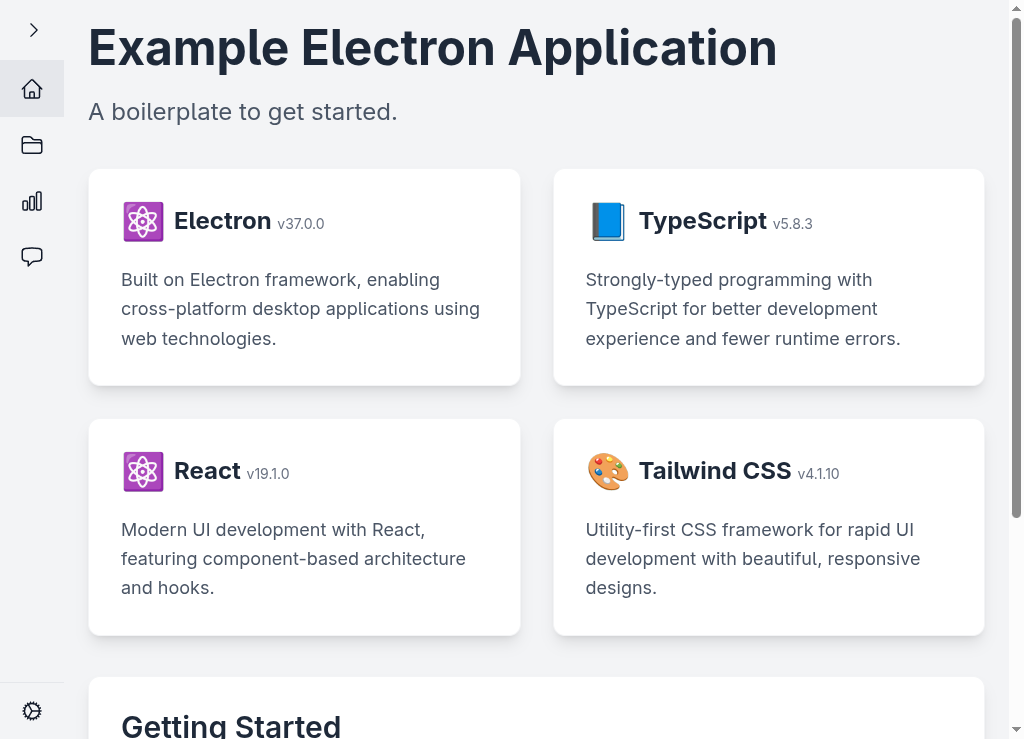 Example Electron Application
A boilerplate to get started.
Electron v37.0.0
Built on Electron framework, enabling
cross-platform desktop applications using
web technologies.
TypeScript v5.8.3
Strongly-typed programming with
TypeScript for better development
experience and fewer runtime errors.
React v19.1.0
Modern UI development with React,
featuring component-based architecture
and hooks.
Tailwind CSS v4.1.10
Utility-first CSS framework for rapid UI
development with beautiful, responsive
designs.
Getting Started